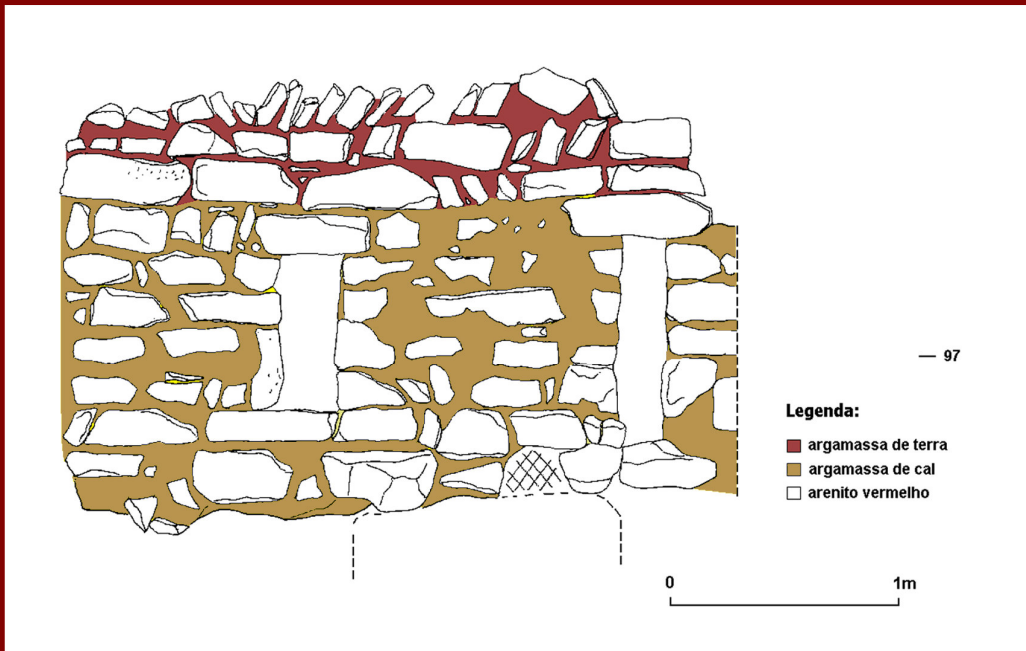 — 97
Legenda:
argamassa de terra
argamassa de cal
arenito vermelho
0 1m